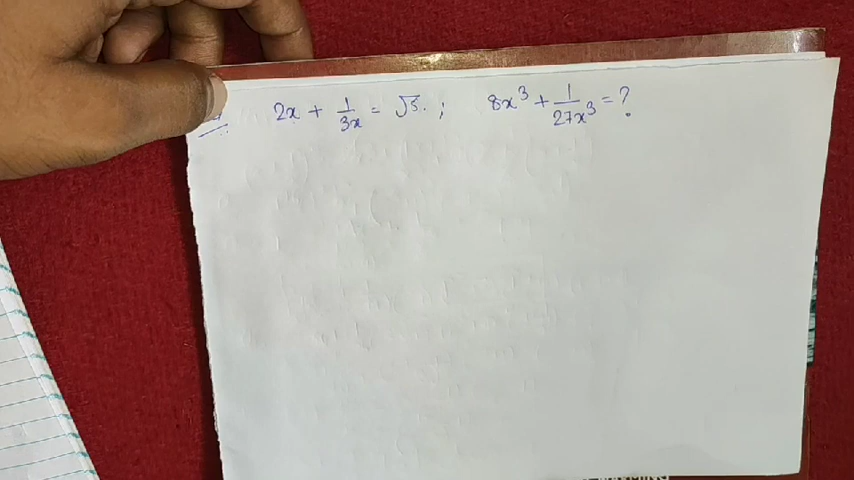 2x + 1/3x = √5. ; 8x³ + 1/27x³ = ?